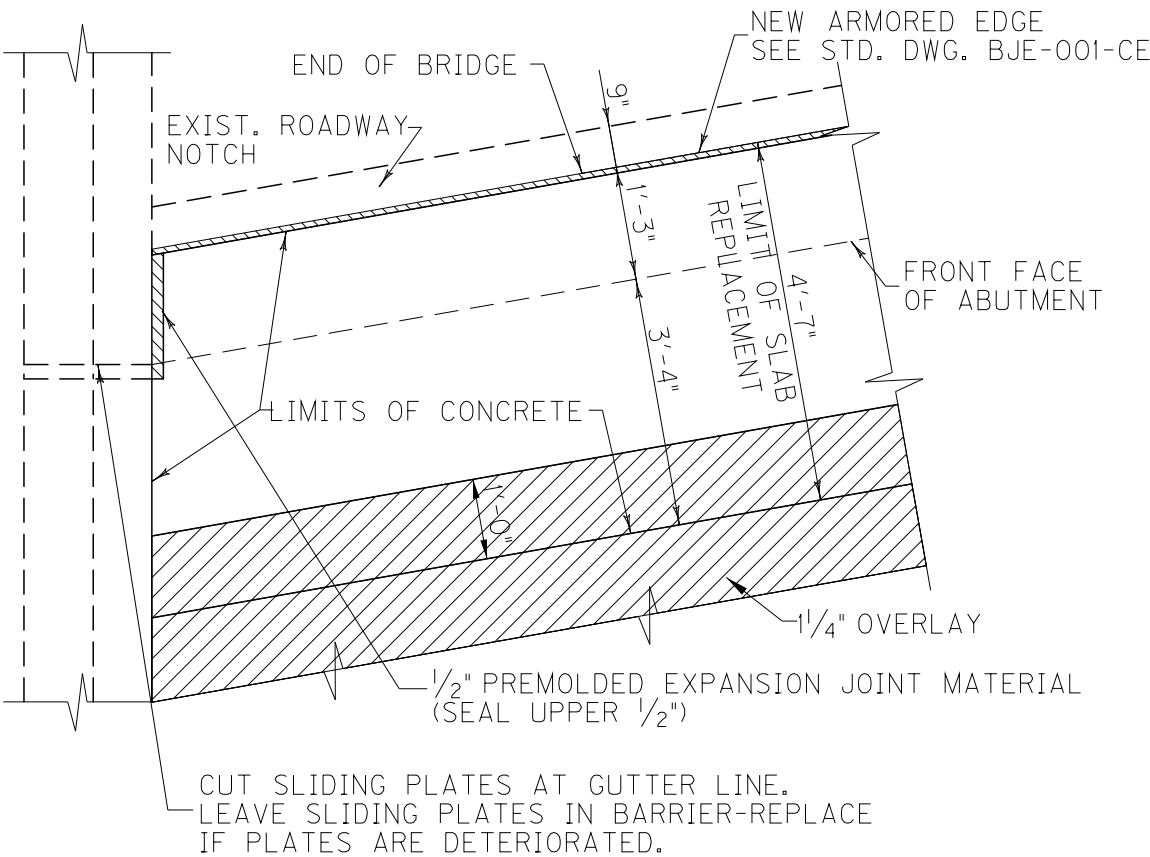 NEW ARMORED EDGE
SEE STD. DWG. BJE-001-CE
END OF BRIDGE
9"
EXIST. ROADWAY
NOTCH
1'-3"
LIMIT OF SLAB
REPLACEMENT
4'-7"
FRONT FACE
OF ABUTMENT
3'-4"
LIMITS OF CONCRETE
1'-0"
1 1/4" OVERLAY
1/2" PREMOLDED EXPANSION JOINT MATERIAL
(SEAL UPPER 1/2")
CUT SLIDING PLATES AT GUTTER LINE.
LEAVE SLIDING PLATES IN BARRIER-REPLACE
IF PLATES ARE DETERIORATED.